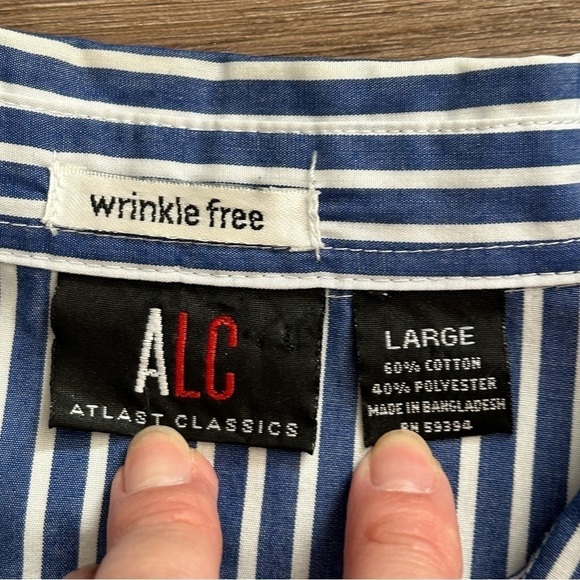 wrinkle free
ALC
ATLAST CLASSICS
LARGE
60% COTTON
40% POLYESTER
MADE IN BANGLADESH
RN 59394